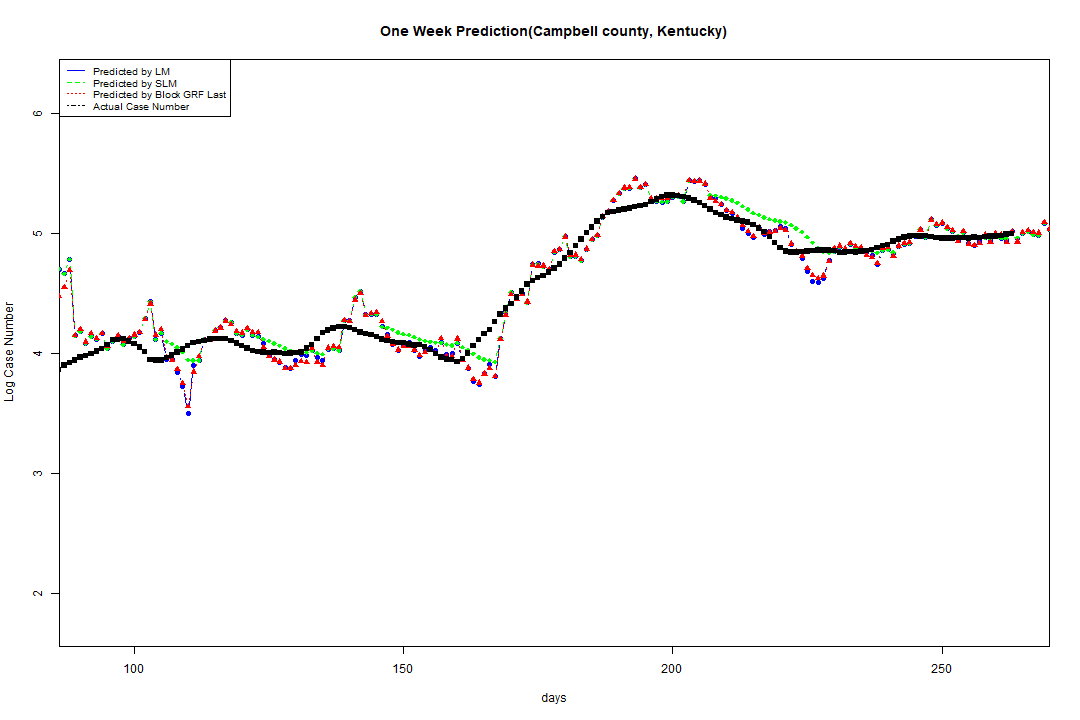 One Week Prediction(Campbell county, Kentucky)
Predicted by LM
Predicted by SLM
Predicted by Block GRF Last
Actual Case Number
6
5
4
3
2
Log Case Number
100 150 200 250
days